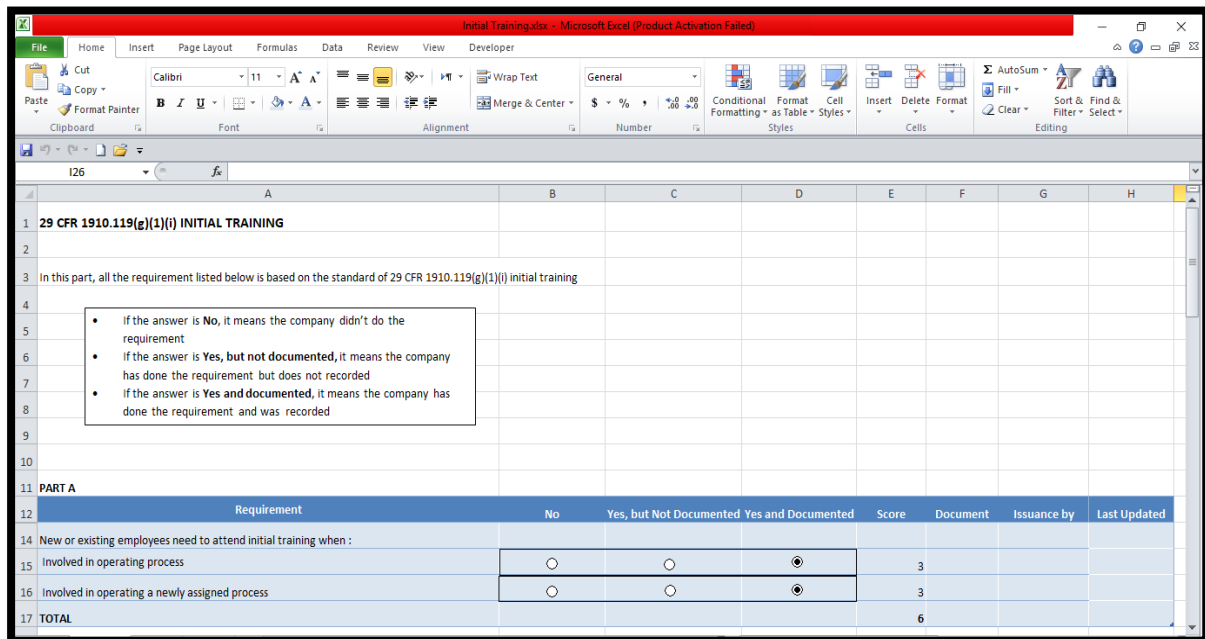 Initial Training.xlsx - Microsoft Excel (Product Activation Failed)
File Home Insert Page Layout Formulas Data Review View Developer
Cut
Copy
Format Painter
Paste
Clipboard
Calibri 11
B I U
Font
Wrap Text
Merge & Center
Alignment
General
$ % ,
Number
Conditional Formatting
Format as Table
Cell Styles
Styles
Insert Delete Format
Cells
Σ AutoSum
Fill
Clear
Sort & Filter
Find & Select
Editing
I26 fx
A B C D E F G H
1 29 CFR 1910.119(g)(1)(i) INITIAL TRAINING
2
3 In this part, all the requirement listed below is based on the standard of 29 CFR 1910.119(g)(1)(i) initial training
4
• If the answer is No, it means the company didn't do the
5
requirement
6 • If the answer is Yes, but not documented, it means the company
has done the requirement but does not recorded
7
• If the answer is Yes and documented, it means the company has
8 done the requirement and was recorded
9
10
11 PART A
12 Requirement No Yes, but Not Documented Yes and Documented Score Document Issuance by Last Updated
14 New or existing employees need to attend initial training when :
15 Involved in operating process 3
16 Involved in operating a newly assigned process 3
17 TOTAL 6